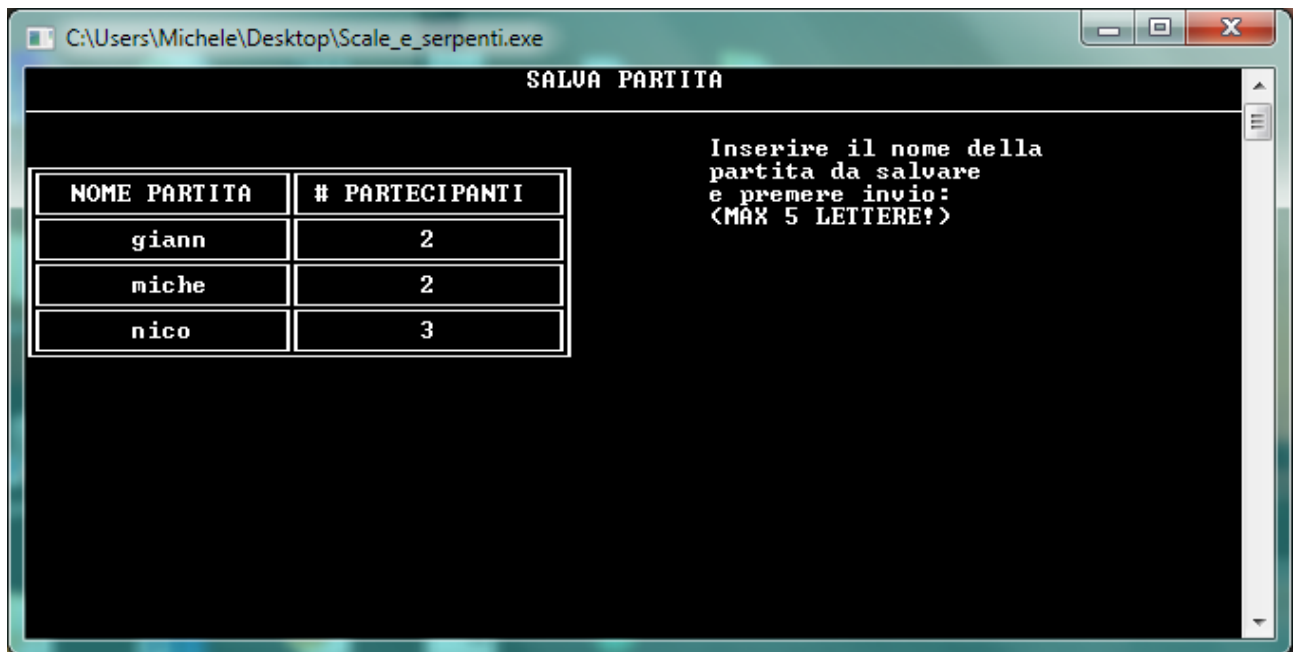 C:\Users\Michele\Desktop\Scale_e_serpenti.exe
SALVA PARTITA
Inserire il nome della
partita da salvare
e premere invio:
(MAX 5 LETTERE!)
NOME PARTITA # PARTECIPANTI
giann 2
miche 2
nico 3